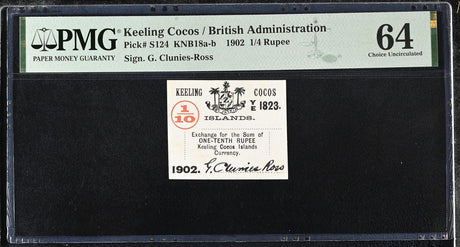 PMG
PAPER MONEY GUARANTY
Keeling Cocos / British Administration
Pick# S124 KNB18a-b 1902 1/4 Rupee
Sign. G. Clunies-Ross
64
Choice Uncirculated
KEELING COCOS
1/10
YE 1823.
ISLANDS.
Exchange for the Sum of
ONE-TENTH RUPEE
Keeling Cocos Islands
Currency.
1902. G. Clunies Ross